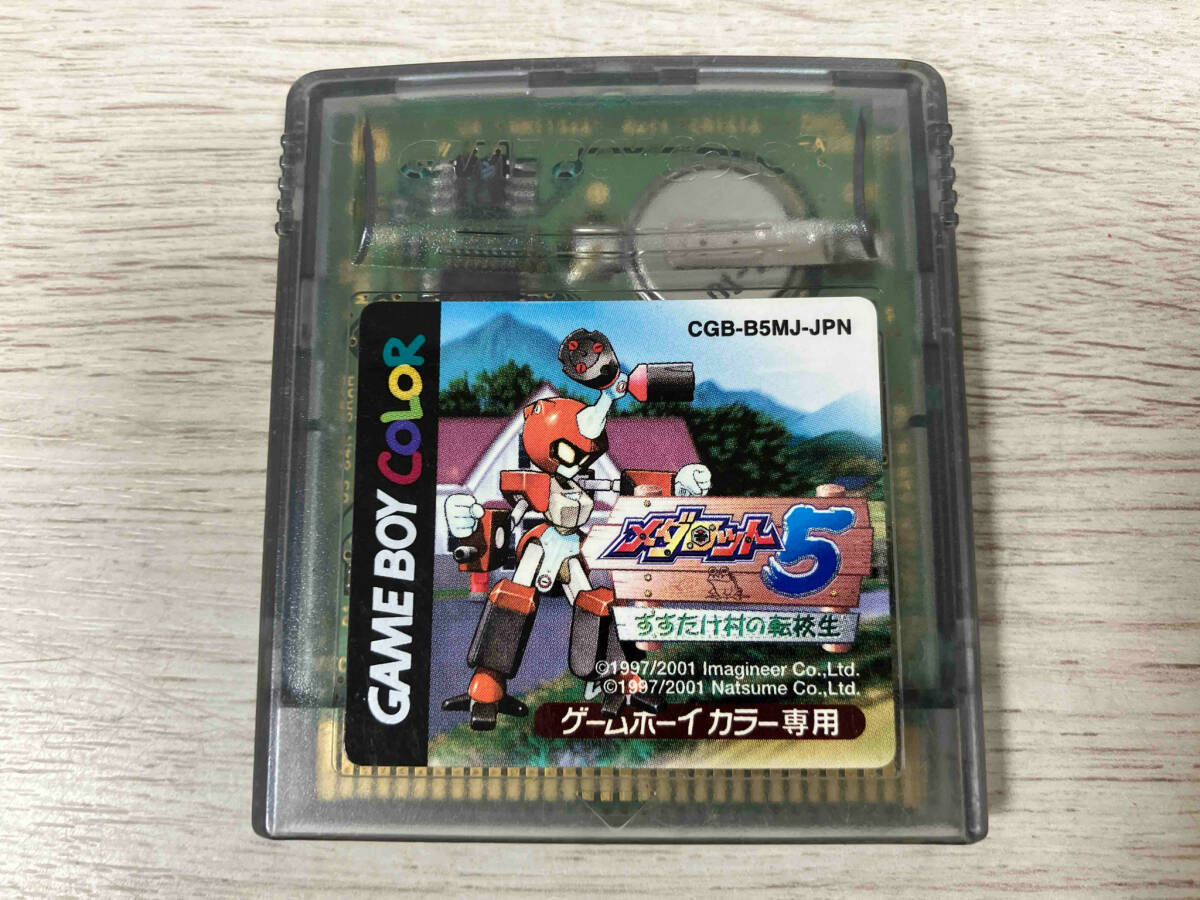 CGB-B5MJ-JPN
GAME BOY COLOR
メダロット5
すすたけ村の転校生
©1997/2001 Imagineer Co.,Ltd.
©1997/2001 Natsume Co.,Ltd.
ゲームボーイカラー専用